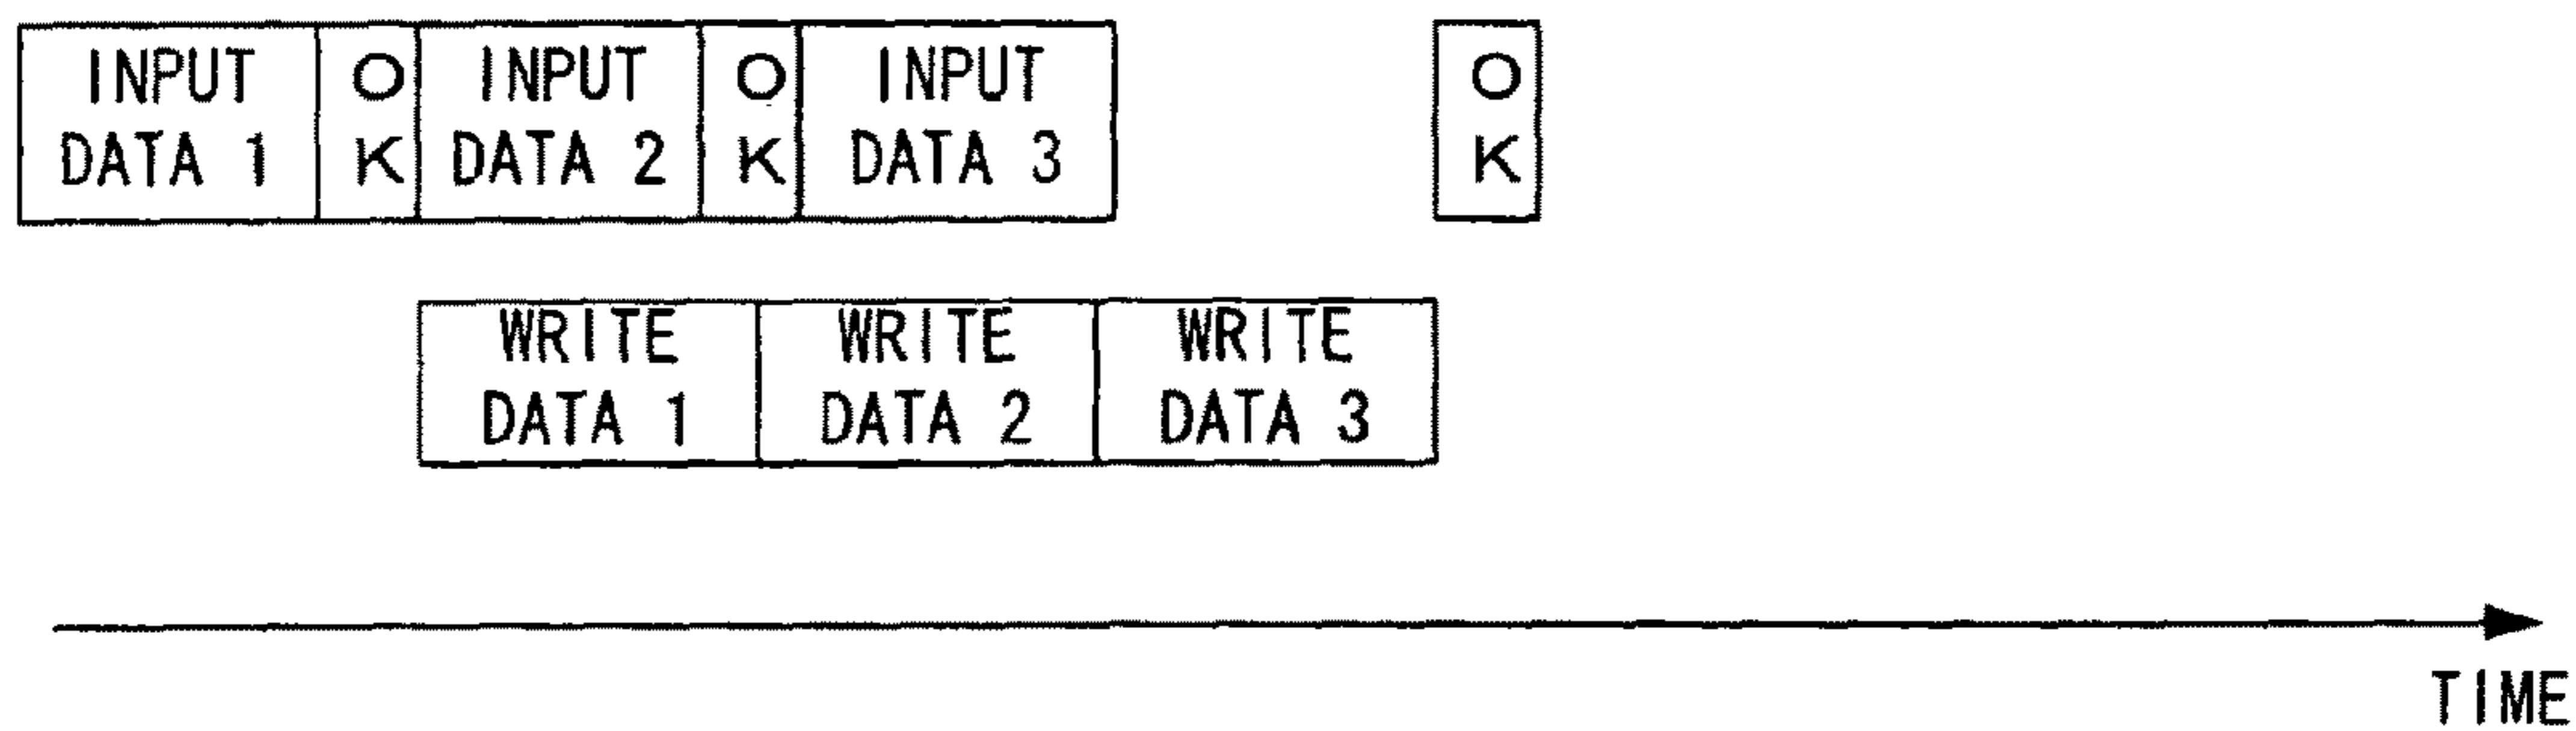 INPUT O INPUT O INPUT O
DATA 1 K DATA 2 K DATA 3 K
WRITE WRITE WRITE
DATA 1 DATA 2 DATA 3
TIME